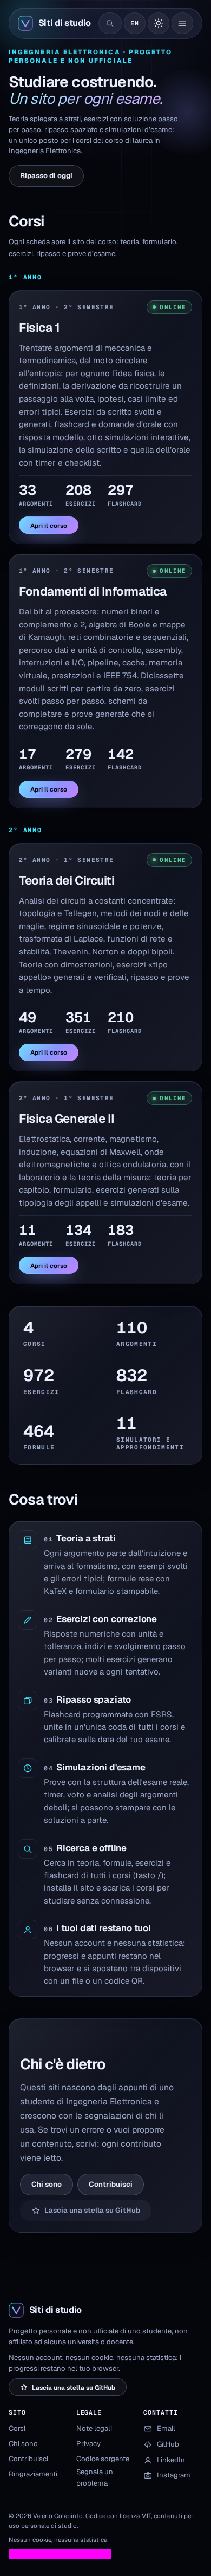 Siti di studio
EN
INGEGNERIA ELETTRONICA · PROGETTO
PERSONALE E NON UFFICIALE
Studiare costruendo.
Un sito per ogni esame.
Teoria spiegata a strati, esercizi con soluzione passo
per passo, ripasso spaziato e simulazioni d'esame:
un unico posto per i corsi del corso di laurea in
Ingegneria Elettronica.
Ripasso di oggi
Corsi
Ogni scheda apre il sito del corso: teoria, formulario,
esercizi, ripasso e prove d'esame.
1° ANNO
1° ANNO · 2° SEMESTRE
ONLINE
Fisica 1
Trentatré argomenti di meccanica e
termodinamica, dal moto circolare
all'entropia: per ognuno l'idea fisica, le
definizioni, la derivazione da ricostruire un
passaggio alla volta, ipotesi, casi limite ed
errori tipici. Esercizi da scritto svolti e
generati, flashcard e domande d'orale con
risposta modello, otto simulazioni interattive,
la simulazione dello scritto e quella dell'orale
con timer e checklist.
33
208
297
ARGOMENTI
ESERCIZI
FLASHCARD
Apri il corso
1° ANNO · 2° SEMESTRE
ONLINE
Fondamenti di Informatica
Dai bit al processore: numeri binari e
complemento a 2, algebra di Boole e mappe
di Karnaugh, reti combinatorie e sequenziali,
percorso dati e unità di controllo, assembly,
interruzioni e I/O, pipeline, cache, memoria
virtuale, prestazioni e IEEE 754. Diciassette
moduli scritti per partire da zero, esercizi
svolti passo per passo, schemi da
completare e prove generate che si
correggono da sole.
17
279
142
ARGOMENTI
ESERCIZI
FLASHCARD
Apri il corso
2° ANNO
2° ANNO · 1° SEMESTRE
ONLINE
Teoria dei Circuiti
Analisi dei circuiti a costanti concentrate:
topologia e Tellegen, metodi dei nodi e delle
maglie, regime sinusoidale e potenze,
trasformata di Laplace, funzioni di rete e
stabilità, Thevenin, Norton e doppi bipoli.
Teoria con dimostrazioni, esercizi «tipo
appello» generati e verificati, ripasso e prove
a tempo.
49
351
210
ARGOMENTI
ESERCIZI
FLASHCARD
Apri il corso
2° ANNO · 1° SEMESTRE
ONLINE
Fisica Generale II
Elettrostatica, corrente, magnetismo,
induzione, equazioni di Maxwell, onde
elettromagnetiche e ottica ondulatoria, con il
laboratorio e la teoria della misura: teoria per
capitolo, formulario, esercizi generati sulla
tipologia degli appelli e simulazioni d'esame.
11
134
183
ARGOMENTI
ESERCIZI
FLASHCARD
Apri il corso
4
110
CORSI
ARGOMENTI
972
832
ESERCIZI
FLASHCARD
464
11
FORMULE
SIMULATORI E
APPROFONDIMENTI
Cosa trovi
01 Teoria a strati
Ogni argomento parte dall'intuizione e
arriva al formalismo, con esempi svolti
e gli errori tipici; formule rese con
KaTeX e formulario stampabile.
02 Esercizi con correzione
Risposte numeriche con unità e
tolleranza, indizi e svolgimento passo
per passo; molti esercizi generano
varianti nuove a ogni tentativo.
03 Ripasso spaziato
Flashcard programmate con FSRS,
unite in un'unica coda di tutti i corsi e
calibrate sulla data del tuo esame.
04 Simulazioni d'esame
Prove con la struttura dell'esame reale,
timer, voto e analisi degli argomenti
deboli; si possono stampare con le
soluzioni a parte.
05 Ricerca e offline
Cerca in teoria, formule, esercizi e
flashcard di tutti i corsi (tasto /);
installa il sito e scarica i corsi per
studiare senza connessione.
06 I tuoi dati restano tuoi
Nessun account e nessuna statistica:
progressi e appunti restano nel
browser e si spostano tra dispositivi
con un file o un codice QR.
Chi c'è dietro
Questi siti nascono dagli appunti di uno
studente di Ingegneria Elettronica e
crescono con le segnalazioni di chi li
usa. Se trovi un errore o vuoi proporre
un contenuto, scrivi: ogni contributo
viene letto.
Chi sono
Contribuisci
Lascia una stella su GitHub
Siti di studio
Progetto personale e non ufficiale di uno studente, non
affiliato ad alcuna università o docente.
Nessun account, nessun cookie, nessuna statistica: i
progressi restano nel tuo browser.
Lascia una stella su GitHub
SITO
LEGALE
CONTATTI
Corsi
Note legali
Email
Chi sono
Privacy
GitHub
Contribuisci
Codice sorgente
LinkedIn
Ringraziamenti
Segnala un
problema
Instagram
© 2026 Valerio Colapinto. Codice con licenza MIT, contenuti per
uso personale di studio.
Nessun cookie, nessuna statistica